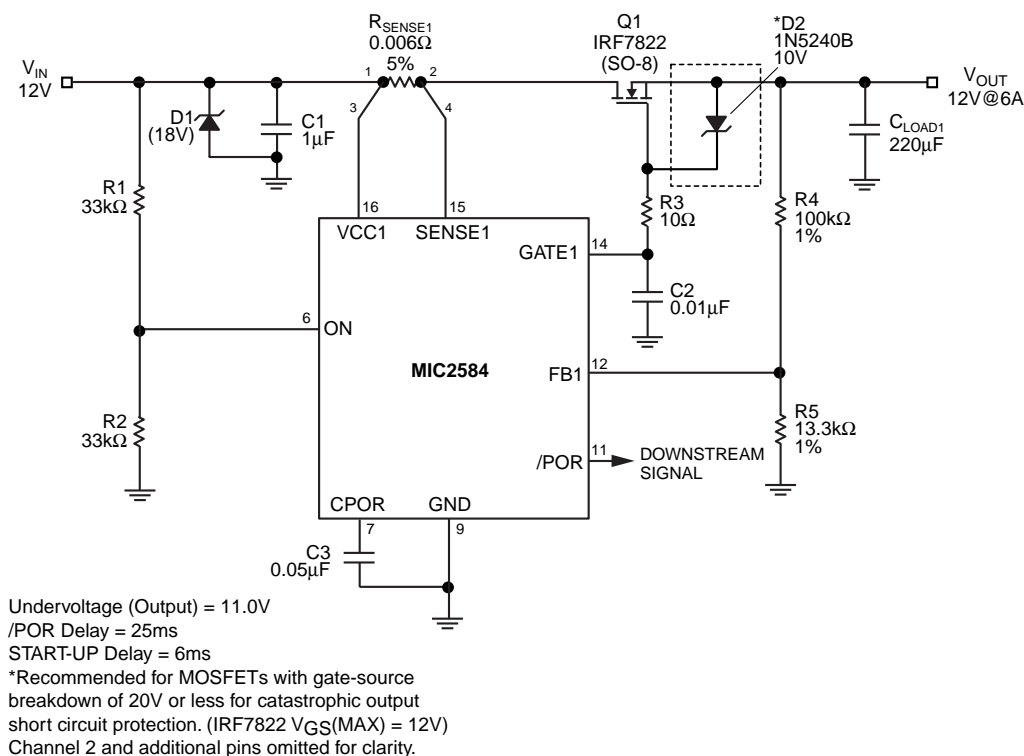 RSENSE1
0.006Ω
5%
Q1
IRF7822
(SO-8)
*D2
1N5240B
10V
VIN
12V
1
2
VOUT
12V@6A
3
4
D1
(18V)
C1
1μF
CLOAD1
220μF
R1
33kΩ
16
15
R3
10Ω
R4
100kΩ
1%
VCC1
SENSE1
GATE1
14
C2
0.01μF
6
ON
MIC2584
FB1
12
R2
33kΩ
R5
13.3kΩ
1%
/POR
11
DOWNSTREAM
SIGNAL
CPOR
GND
7
9
C3
0.05μF
Undervoltage (Output) = 11.0V
/POR Delay = 25ms
START-UP Delay = 6ms
*Recommended for MOSFETs with gate-source
breakdown of 20V or less for catastrophic output
short circuit protection. (IRF7822 VGS(MAX) = 12V)
Channel 2 and additional pins omitted for clarity.